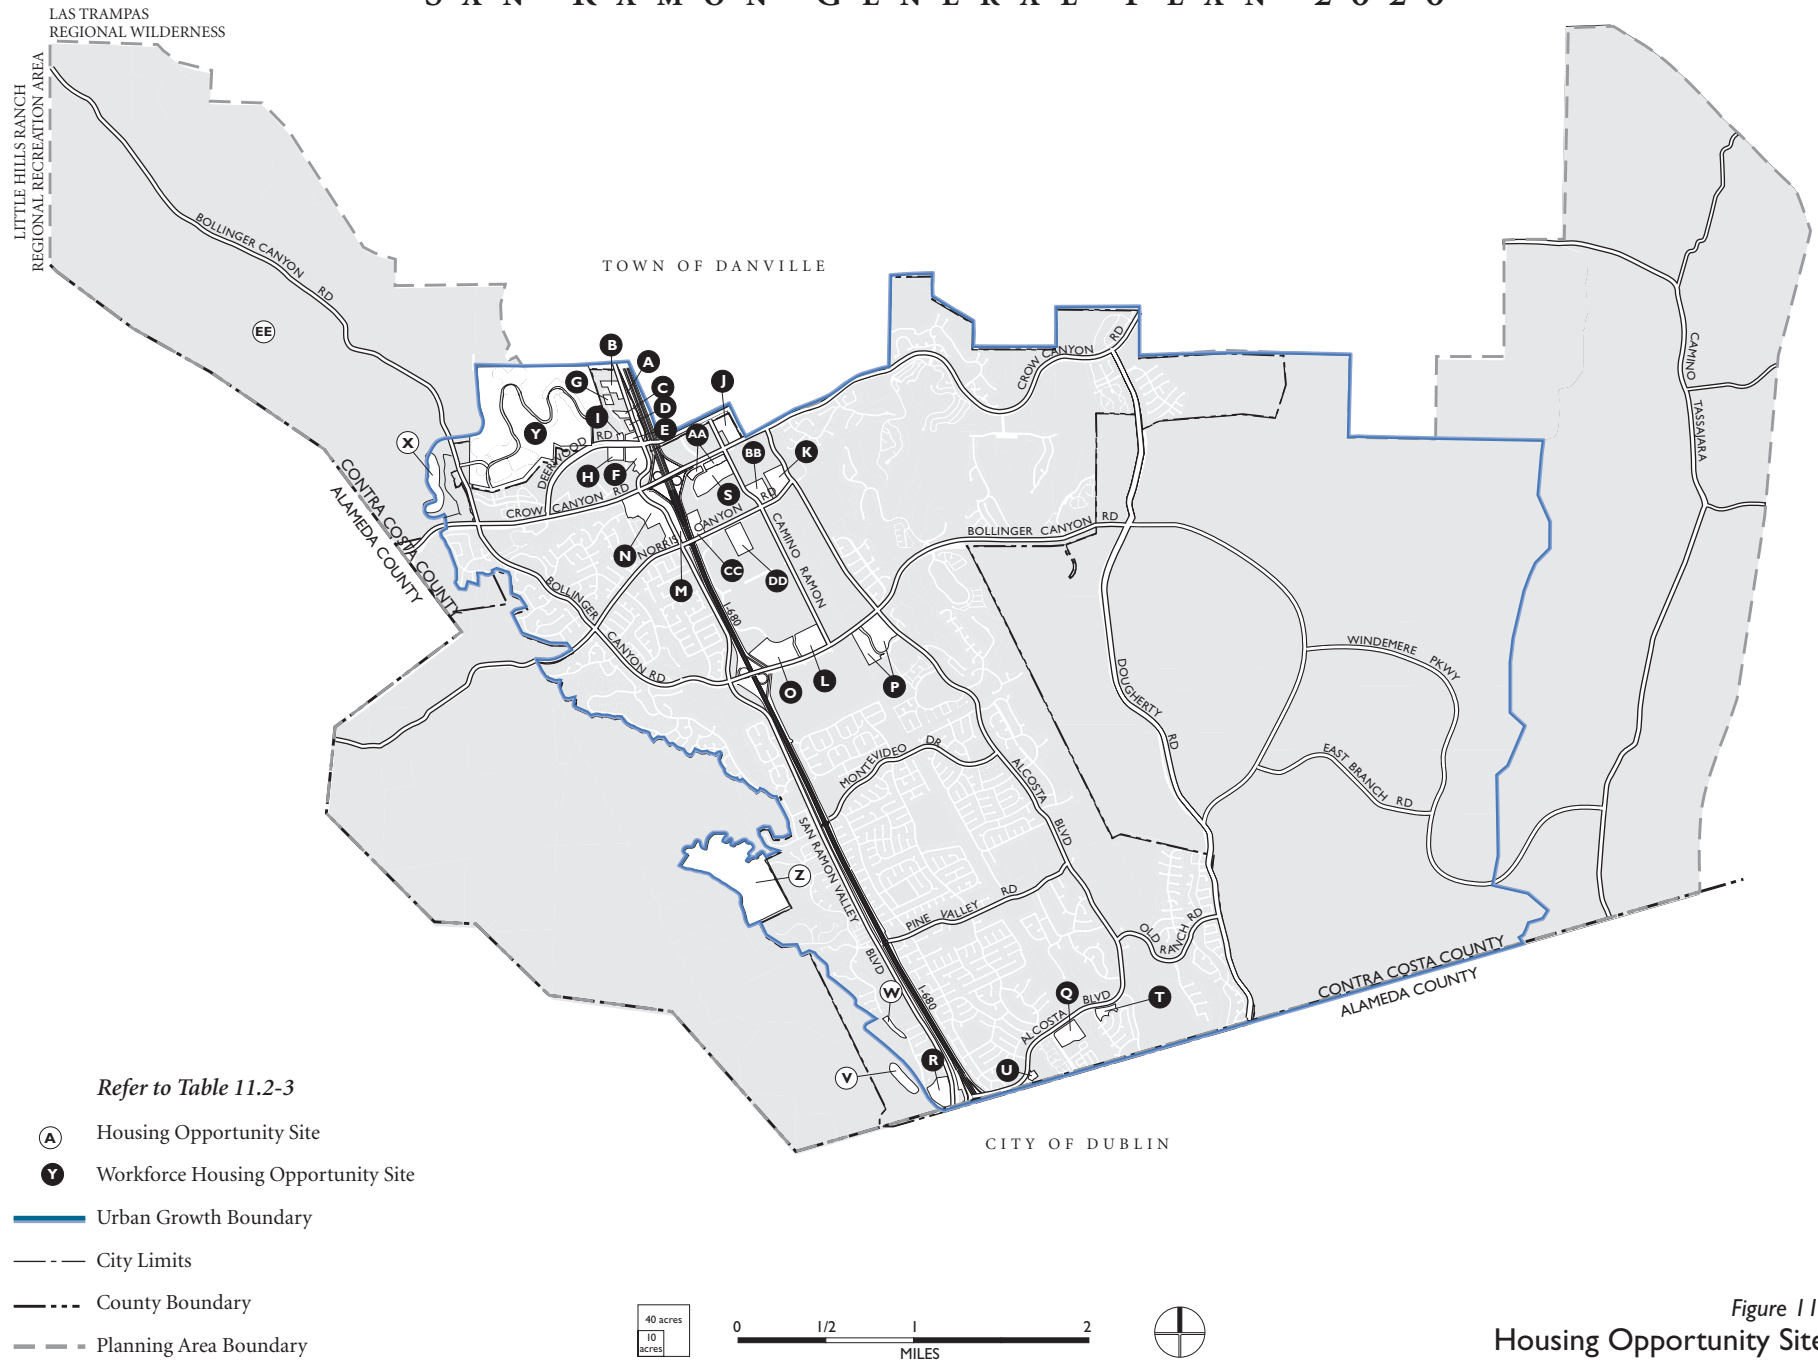 SAN RAMON GENERAL PLAN 2020
LAS TRAMPAS
REGIONAL WILDERNESS
LITTLE HILLS RANCH
REGIONAL RECREATION AREA
TOWN OF DANVILLE
BOLLINGER CANYON RD
EE
B
A
G
C
J
D
I
E
Y
AA
X
DEERWOOD RD
BB
K
H
F
S
CROW CANYON RD
CROW CANYON RD
CAMINO TASSAJARA
CONTRA COSTA COUNTY
ALAMEDA COUNTY
N
NORRIS CANYON RD
CC
DD
M
CAMINO RAMON
I-680
BOLLINGER CANYON RD
BOLLINGER CANYON RD
O
L
P
WINDEMERE PKWY
DOUGHERTY RD
EAST BRANCH RD
MONTEVIDEO DR
ALCOSTA BLVD
SAN RAMON VALLEY BLVD
Z
PINE VALLEY RD
OLD RANCH RD
I-680
W
Q
ALCOSTA BLVD
T
R
U
V
CONTRA COSTA COUNTY
ALAMEDA COUNTY
CITY OF DUBLIN
Refer to Table 11.2-3
A Housing Opportunity Site
Y Workforce Housing Opportunity Site
Urban Growth Boundary
City Limits
County Boundary
Planning Area Boundary
40 acres
10
acres
0 1/2 1 2
MILES
Figure 11
Housing Opportunity Site